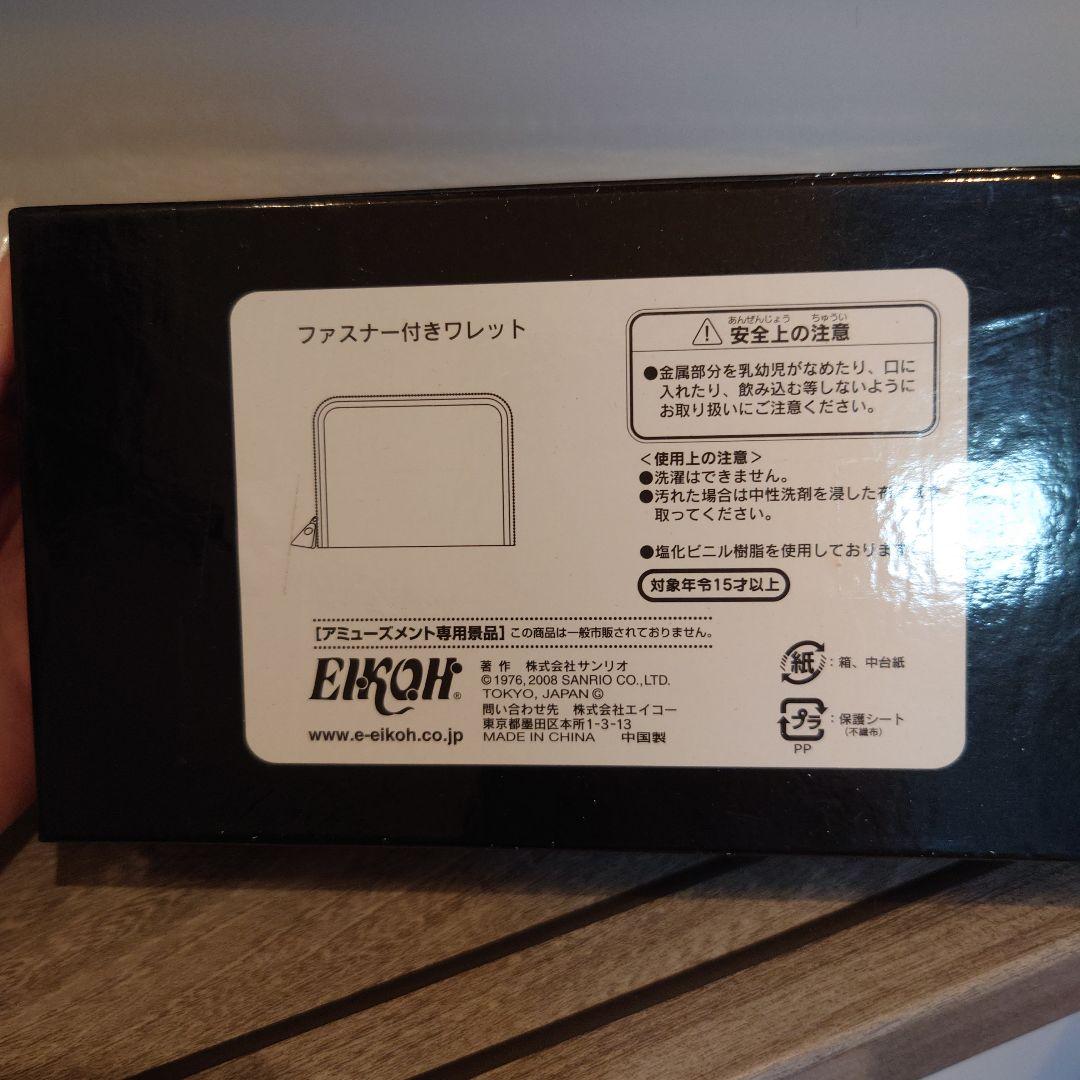 ファスナー付きワレット
あんぜんじょう ちゅうい
安全上の注意
●金属部分を乳幼児がなめたり、口に
入れたり、飲み込む等しないように
お取り扱いにご注意ください。
＜使用上の注意＞
●洗濯はできません。
●汚れた場合は中性洗剤を浸した布
取ってください。
●塩化ビニル樹脂を使用しております
対象年令15才以上
[アミューズメント専用景品] この商品は一般市販されておりません。
EIKOH®
www.e-eikoh.co.jp
著 作 株式会社サンリオ
©1976, 2008 SANRIO CO.,LTD.
TOKYO, JAPAN Ⓖ
問い合わせ先 株式会社エイコー
東京都墨田区本所1-3-13
MADE IN CHINA 中国製
紙:箱、中台紙
プラ:保護シート
(不織布)
PP